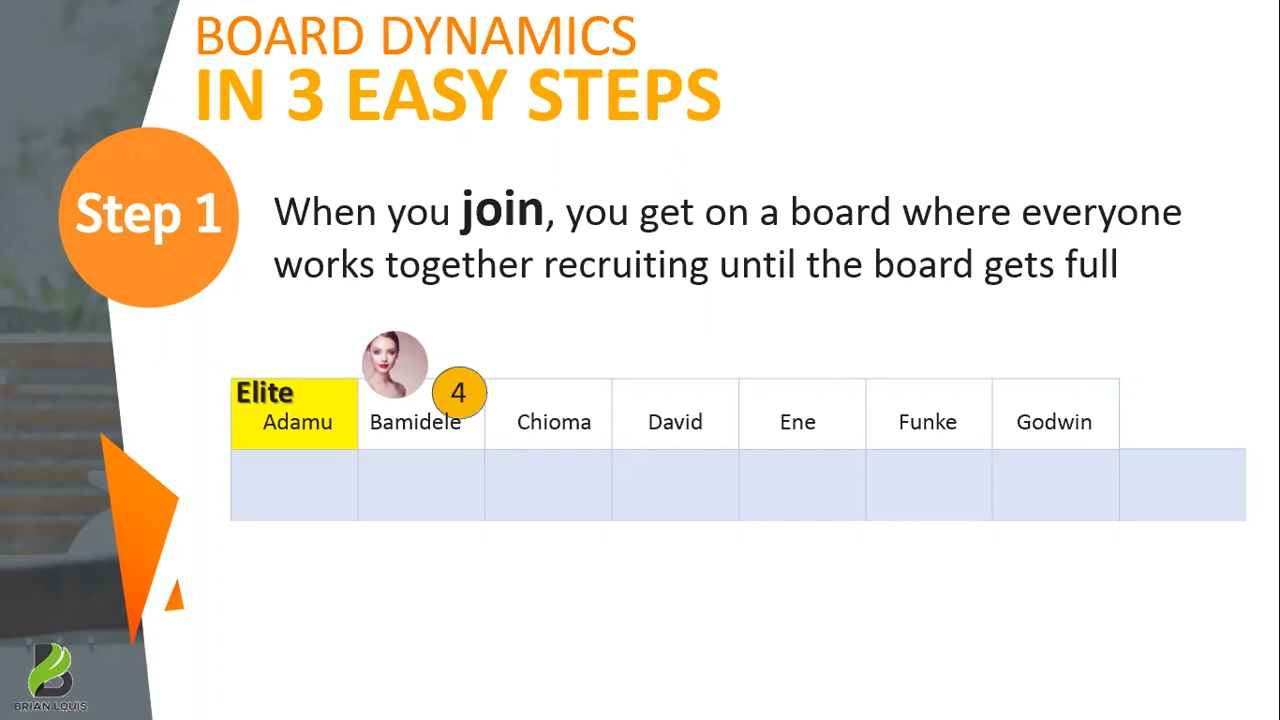 BOARD DYNAMICS
IN 3 EASY STEPS
Step 1
When you join, you get on a board where everyone
works together recruiting until the board gets full
Elite
4
Adamu Bamidele Chioma David Ene Funke Godwin
BRIAN LOUIS